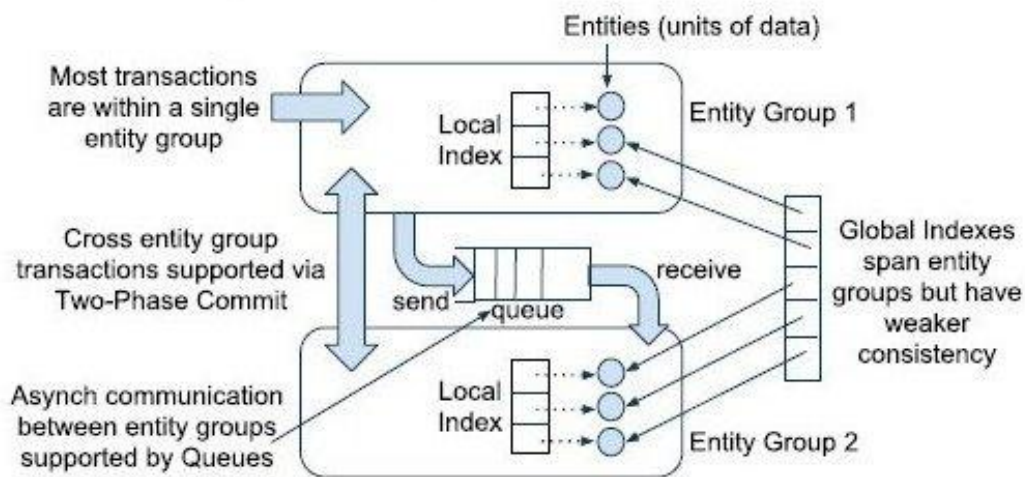 Entities (units of data)
Most transactions
are within a single
entity group
Local
Index
Entity Group 1
Cross entity group
transactions supported via
Two-Phase Commit
send
queue
receive
Global Indexes
span entity
groups but have
weaker
consistency
Asynch communication
between entity groups
supported by Queues
Local
Index
Entity Group 2